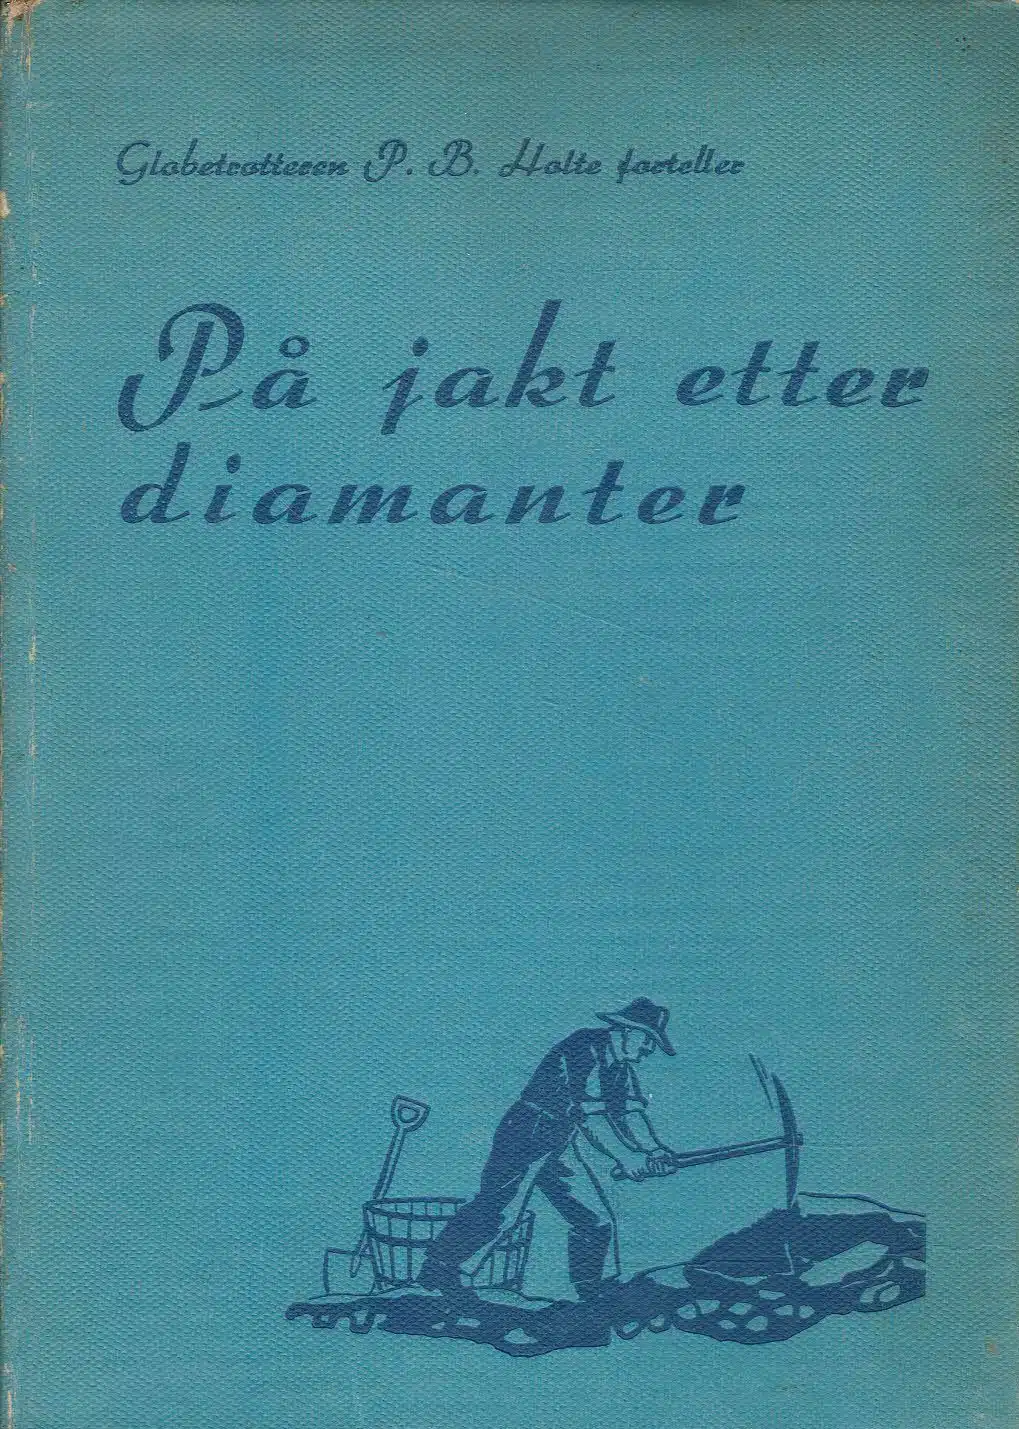 Globetrotteren P. B. Holte forteller
På jakt etter
diamanter